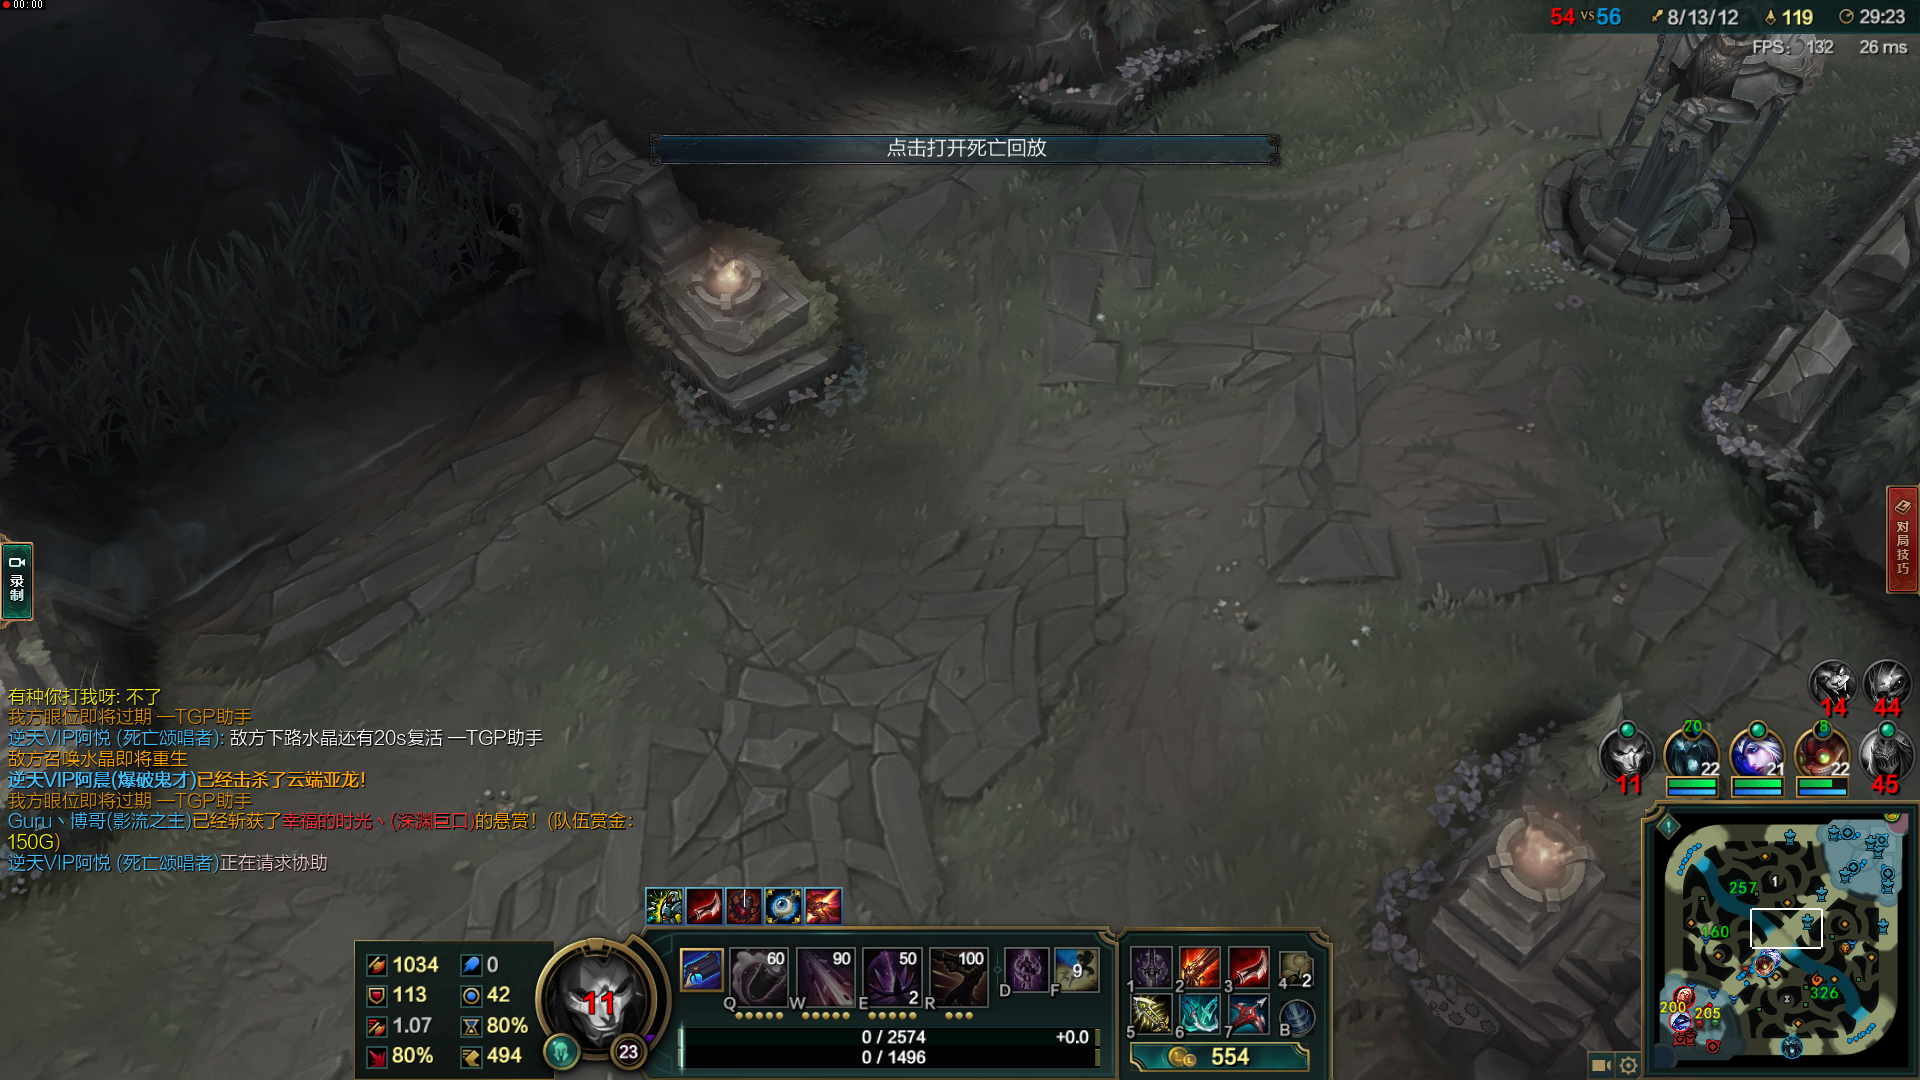 00:00
54 vs 56 8/13/12 119 29:23
FPS: 132 26 ms
点击打开死亡回放
对局技巧
录制
有种你打我呀: 不了
我方眼位即将过期 —TGP助手
逆天VIP阿悦 (死亡颂唱者): 敌方下路水晶还有20s复活 —TGP助手
敌方召唤水晶即将重生
逆天VIP阿晨(爆破鬼才)已经击杀了云端亚龙!
我方眼位即将过期 —TGP助手
Guru丶博哥(影流之主)已经斩获了幸福的时光丶(深渊巨口)的悬赏! (队伍赏金:
150G)
逆天VIP阿悦 (死亡颂唱者)正在请求协助
14 44
20 8
11 22 21 22 45
257 1
160
326
200 205
1034 0
113 42
1.07 80%
80% 494
11
23
60 90 50 100 9
Q W E 2 R D F
0 / 2574 +0.0
0 / 1496
1 2 3 4 2
5 6 7 B
554